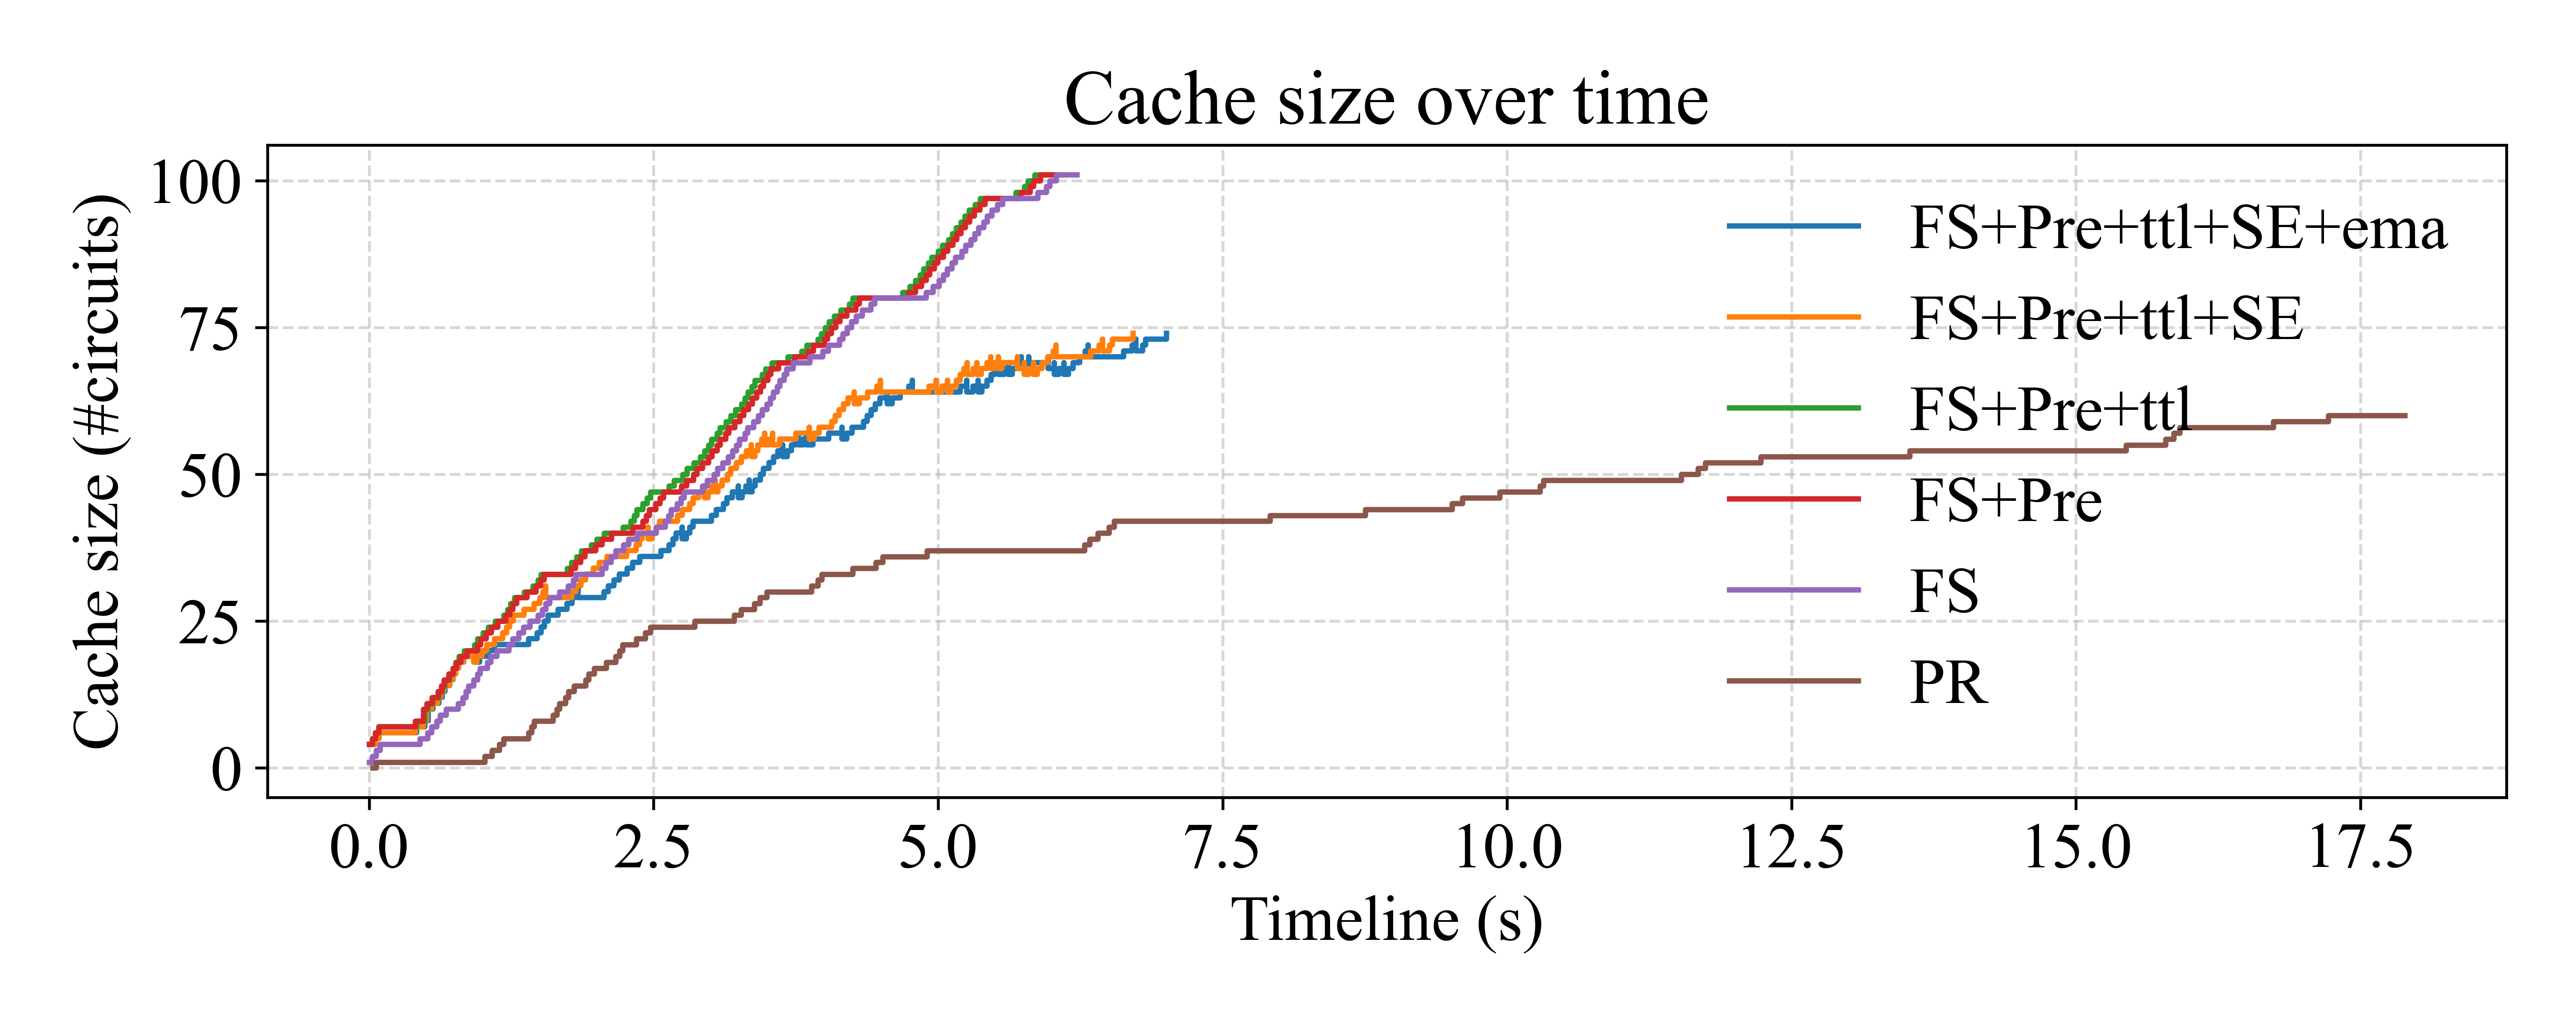 Cache size over time
Cache size (#circuits)
100
75
50
25
0
FS+Pre+ttl+SE+ema
FS+Pre+ttl+SE
FS+Pre+ttl
FS+Pre
FS
PR
0.0 2.5 5.0 7.5 10.0 12.5 15.0 17.5
Timeline (s)